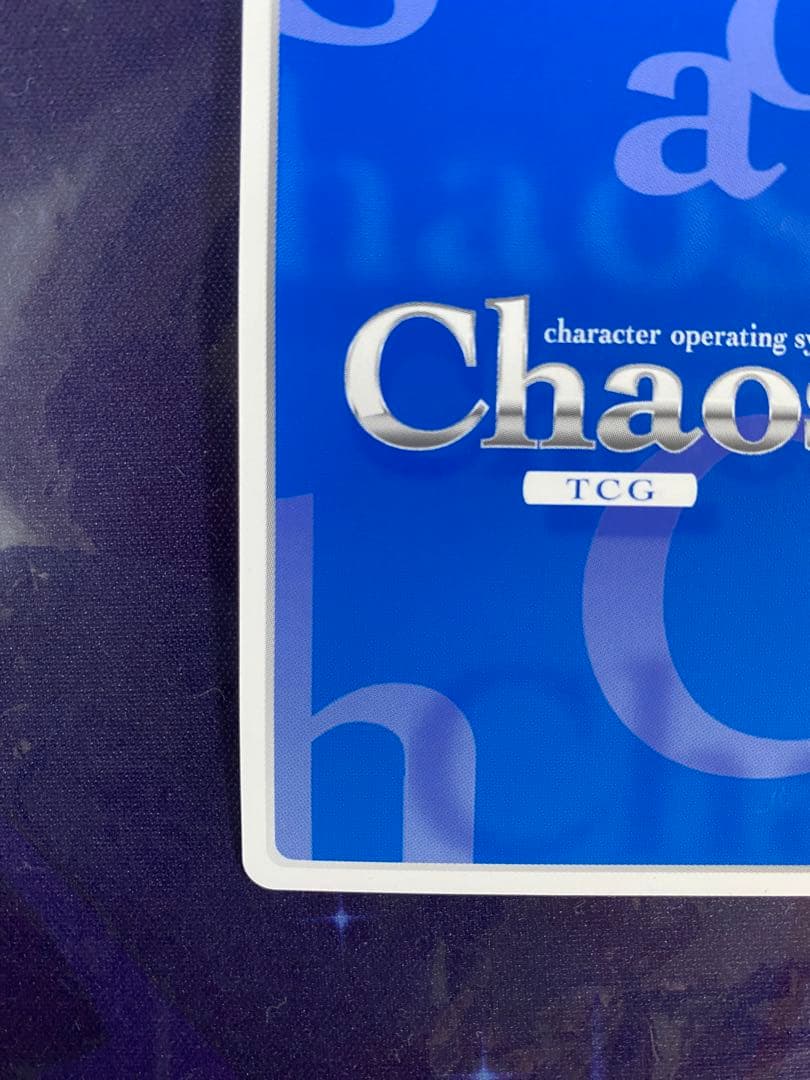 character operating sy
Chaos
TCG